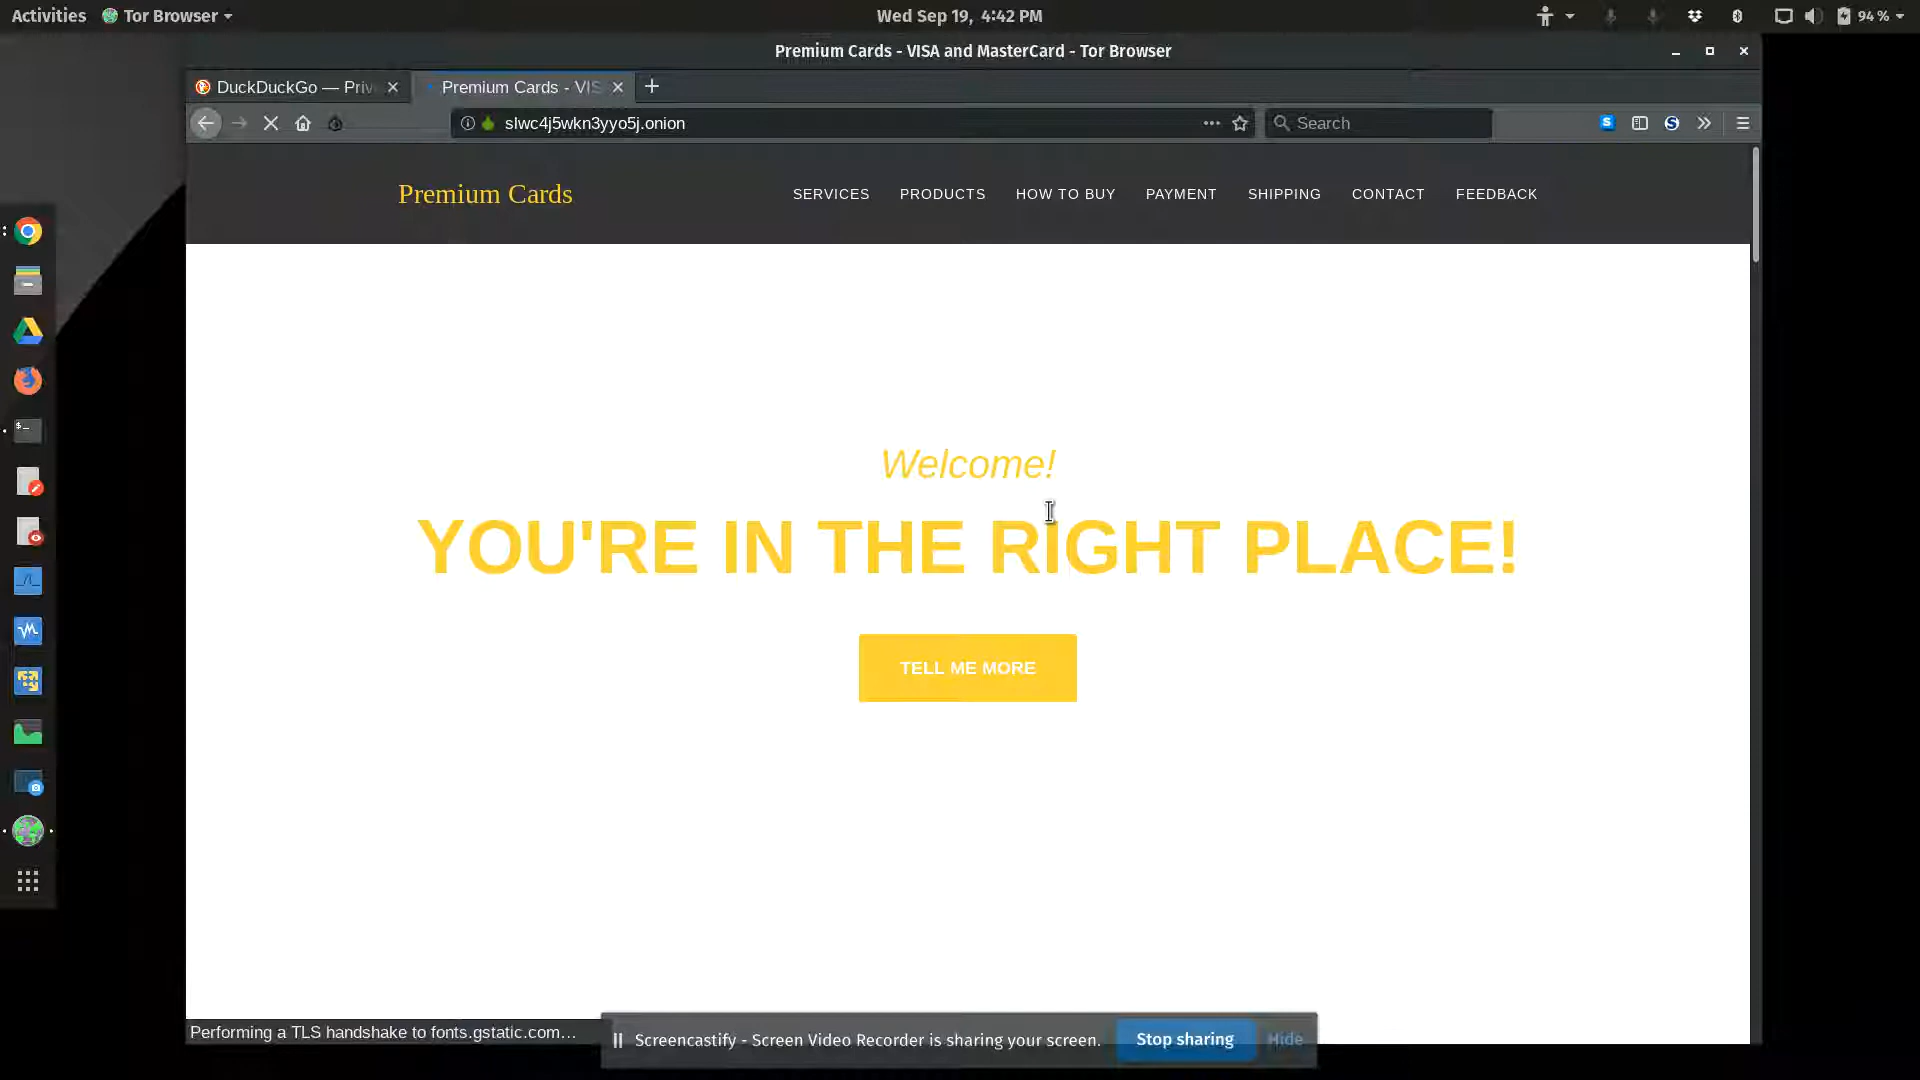 Activities Tor Browser Wed Sep 19, 4:42 PM 94 %
Premium Cards - VISA and MasterCard - Tor Browser
DuckDuckGo — Priv Premium Cards - VIS
slwc4j5wkn3yyo5j.onion Search
Premium Cards SERVICES PRODUCTS HOW TO BUY PAYMENT SHIPPING CONTACT FEEDBACK
Welcome!
YOU'RE IN THE RIGHT PLACE!
TELL ME MORE
Performing a TLS handshake to fonts.gstatic.com…
Screencastify - Screen Video Recorder is sharing your screen. Stop sharing Hide